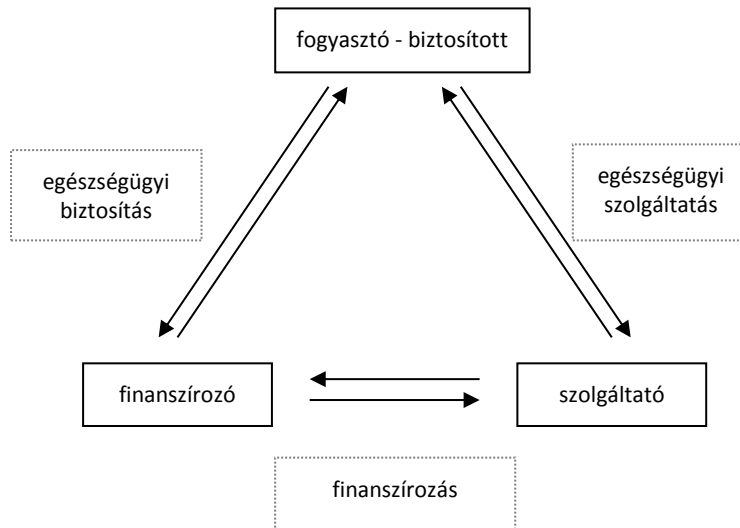 fogyasztó - biztosított
egészségügyi
biztosítás
egészségügyi
szolgáltatás
finanszírozó
szolgáltató
finanszírozás